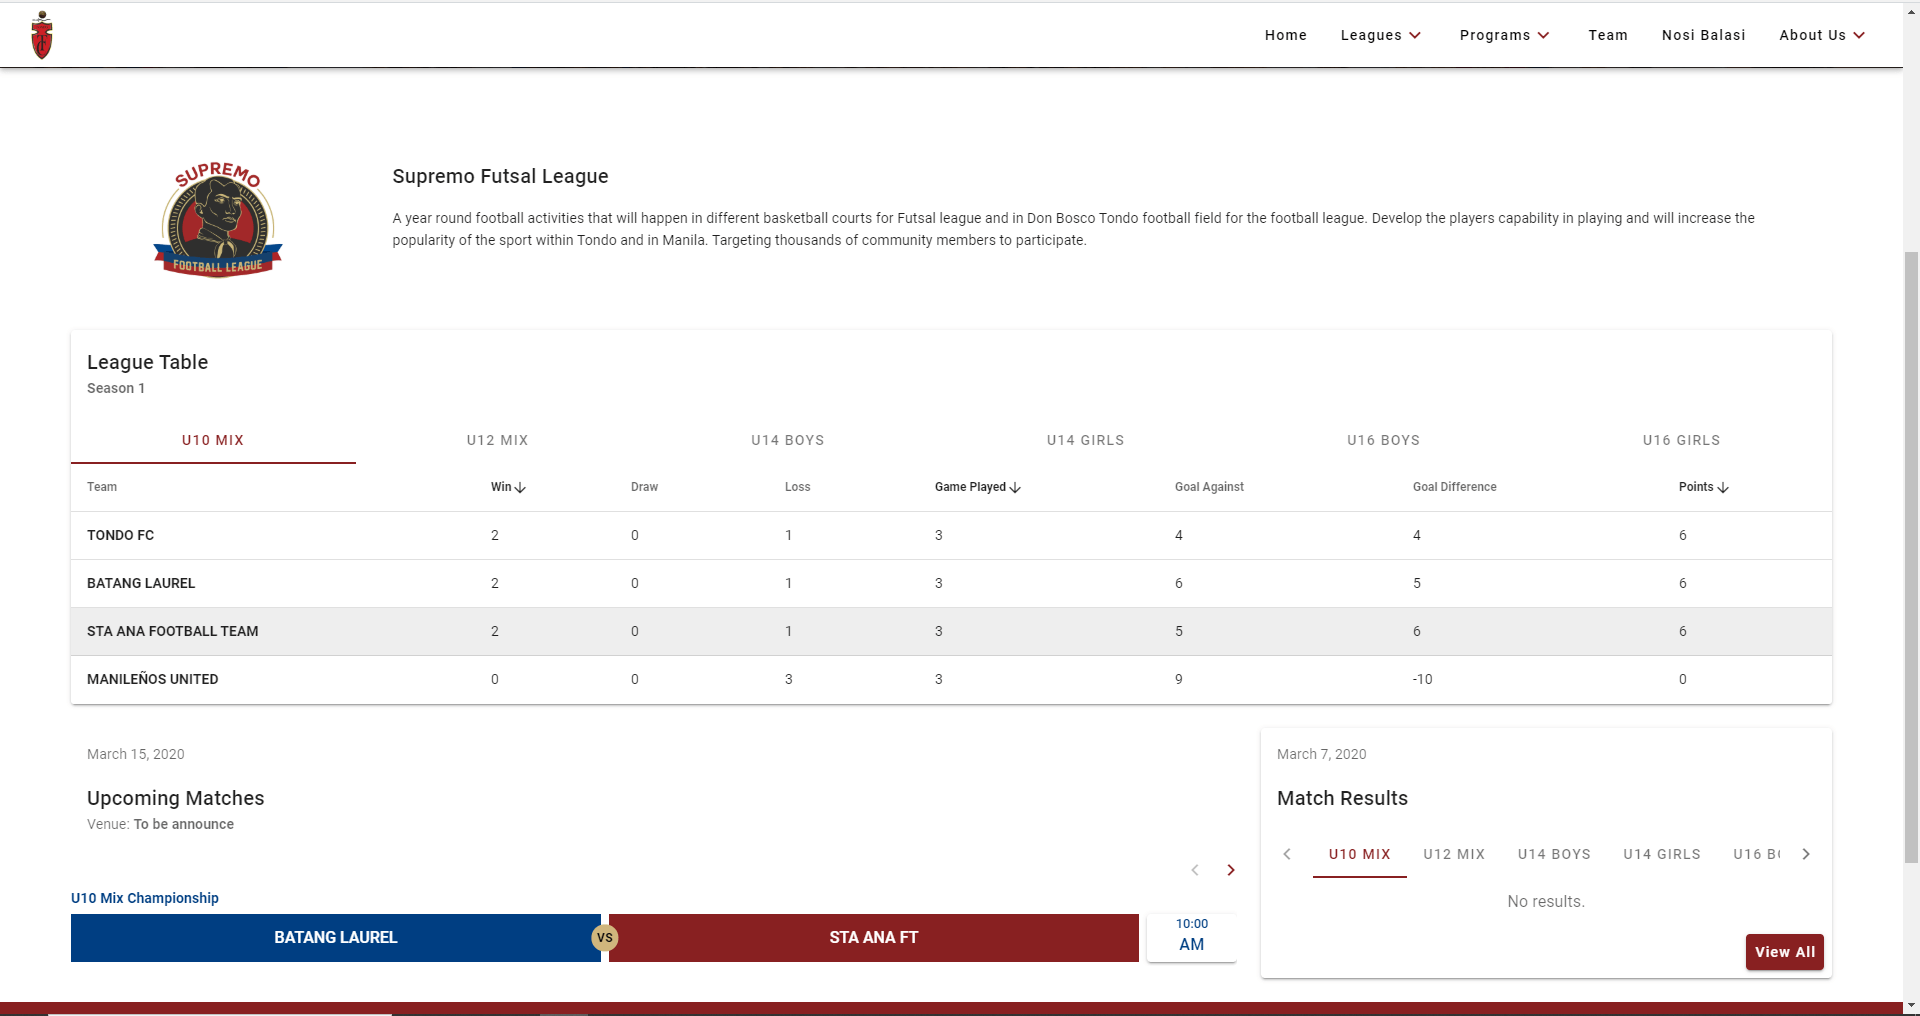 Home Leagues Programs Team Nosi Balasi About Us
SUPREMO
FOOTBALL LEAGUE
Supremo Futsal League
A year round football activities that will happen in different basketball courts for Futsal league and in Don Bosco Tondo football field for the football league. Develop the players capability in playing and will increase the
popularity of the sport within Tondo and in Manila. Targeting thousands of community members to participate.
League Table
Season 1
U10 MIX U12 MIX U14 BOYS U14 GIRLS U16 BOYS U16 GIRLS
Team Win Draw Loss Game Played Goal Against Goal Difference Points
TONDO FC 2 0 1 3 4 4 6
BATANG LAUREL 2 0 1 3 6 5 6
STA ANA FOOTBALL TEAM 2 0 1 3 5 6 6
MANILEÑOS UNITED 0 0 3 3 9 -10 0
March 15, 2020
Upcoming Matches
Venue: To be announce
U10 Mix Championship
BATANG LAUREL VS STA ANA FT 10:00
AM
March 7, 2020
Match Results
U10 MIX U12 MIX U14 BOYS U14 GIRLS U16 B
No results.
View All